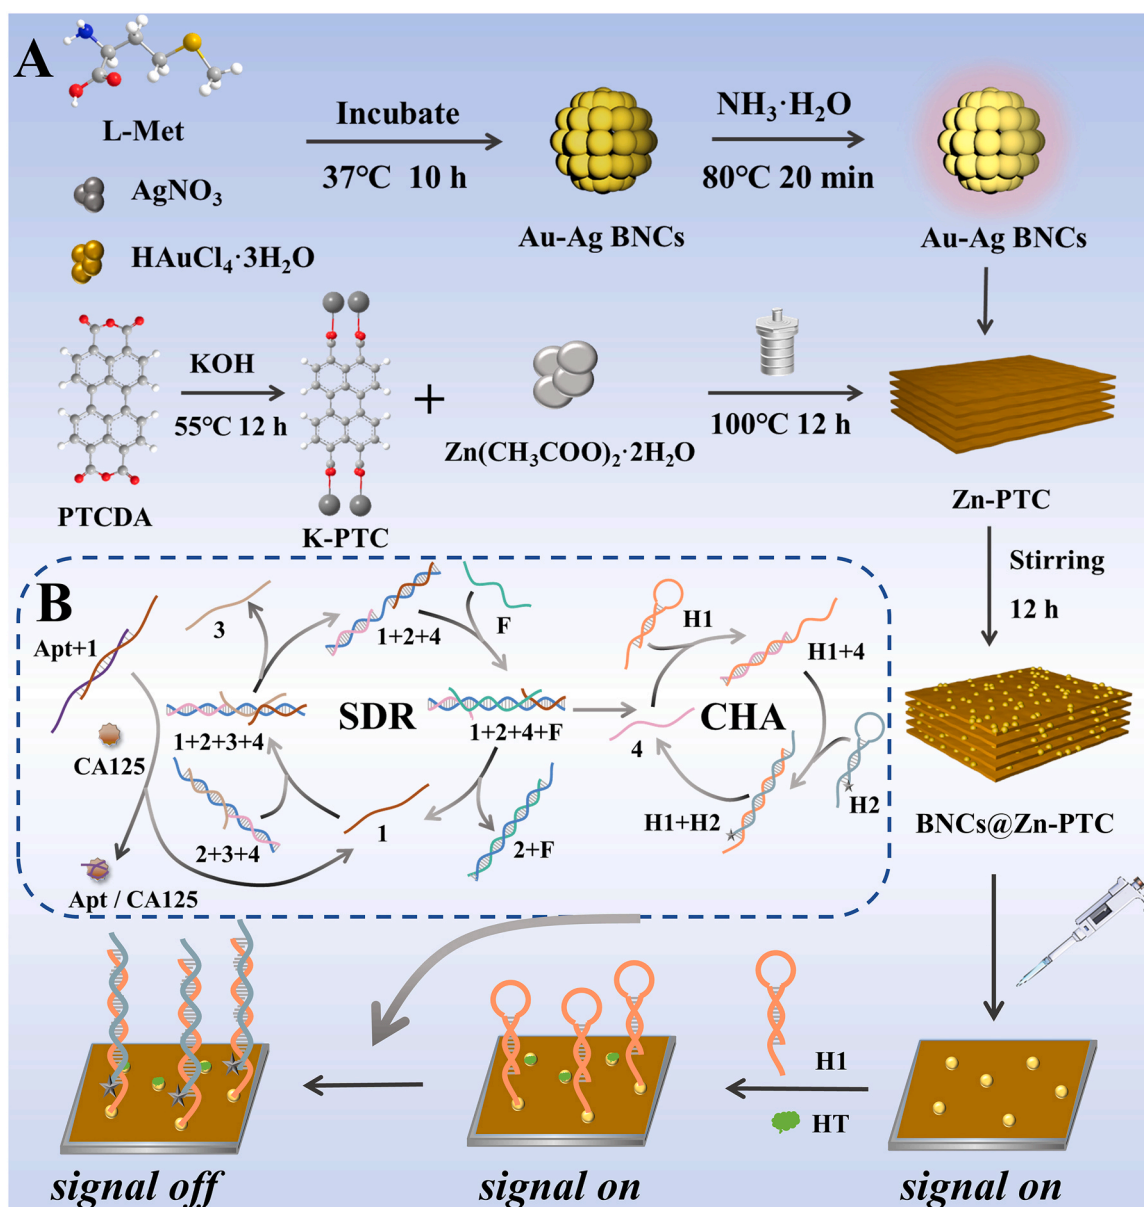 A
L-Met
AgNO₃
HAuCl₄·3H₂O
Incubate
37°C 10 h
Au-Ag BNCs
NH₃·H₂O
80°C 20 min
Au-Ag BNCs
PTCDA
KOH
55°C 12 h
K-PTC
+
Zn(CH₃COO)₂·2H₂O
100°C 12 h
Zn-PTC
Stirring
12 h
BNCs@Zn-PTC
B
Apt+1
CA125
Apt / CA125
3
1+2+3+4
2+3+4
1+2+4
F
SDR
1+2+4+F
1
2+F
H1
H1+4
CHA
4
H1+H2
H2
H1
HT
signal off
signal on
signal on